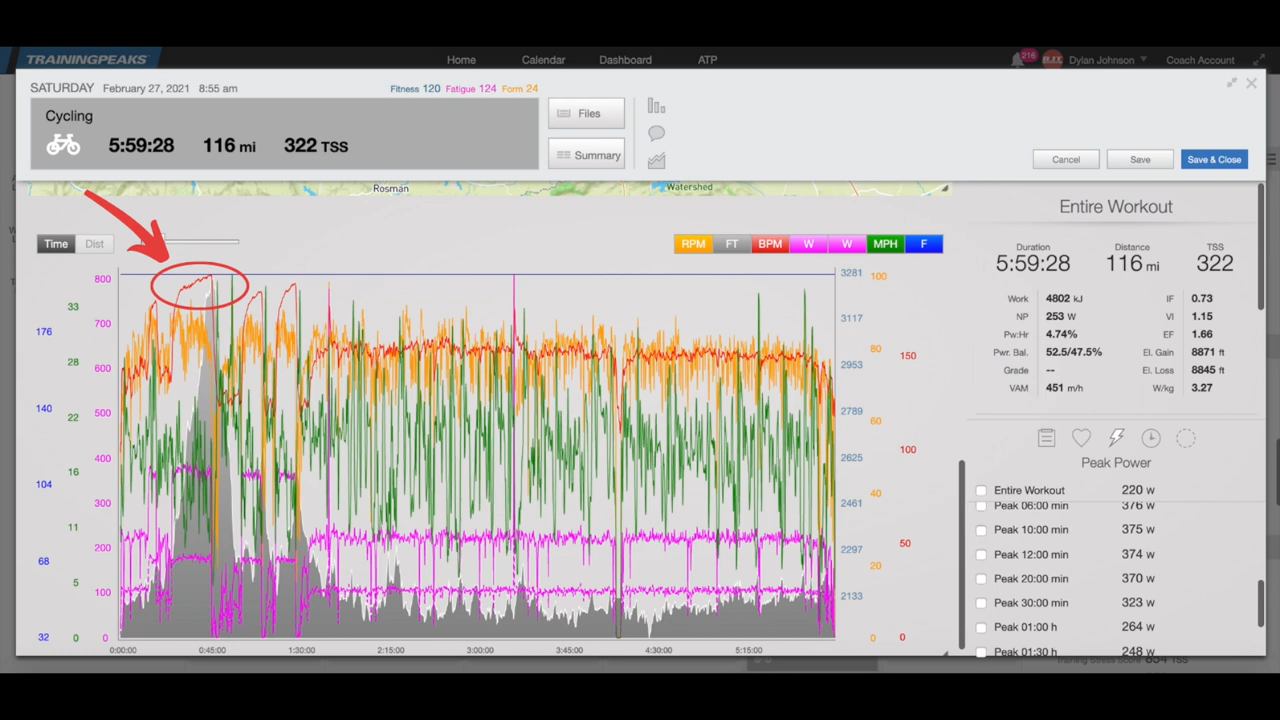 TRAININGPEAKS
Home Calendar Dashboard ATP
216
Dylan Johnson Coach Account
SATURDAY February 27, 2021 8:55 am
Fitness 120 Fatigue 124 Form 24
Cycling
5:59:28 116 mi 322 TSS
Files
Summary
Cancel Save Save & Close
Rosman
Watershed
Time Dist
RPM FT BPM W W MPH F
800 3281 100
33
176 700 3117
28 600 2953 80 150
140 500 2789
22 60
400 2625 100
16
104 300 2461 40
11
200 2297 50
68 20
5 100 2133
32 0 0 0 0
0:00:00 0:45:00 1:30:00 2:15:00 3:00:00 3:45:00 4:30:00 5:15:00
Entire Workout
Duration Distance TSS
5:59:28 116 mi 322
Work 4802 kJ IF 0.73
NP 253 W VI 1.15
Pw:Hr 4.74% EF 1.66
Pwr. Bal. 52.5/47.5% El. Gain 8871 ft
Grade -- El. Loss 8845 ft
VAM 451 m/h W/kg 3.27
Peak Power
Entire Workout 220 W
Peak 06:00 min 376 W
Peak 10:00 min 375 W
Peak 12:00 min 374 W
Peak 20:00 min 370 W
Peak 30:00 min 323 W
Peak 01:00 h 264 W
Peak 01:30 h 248 W
Training Stress Score 854 TSS